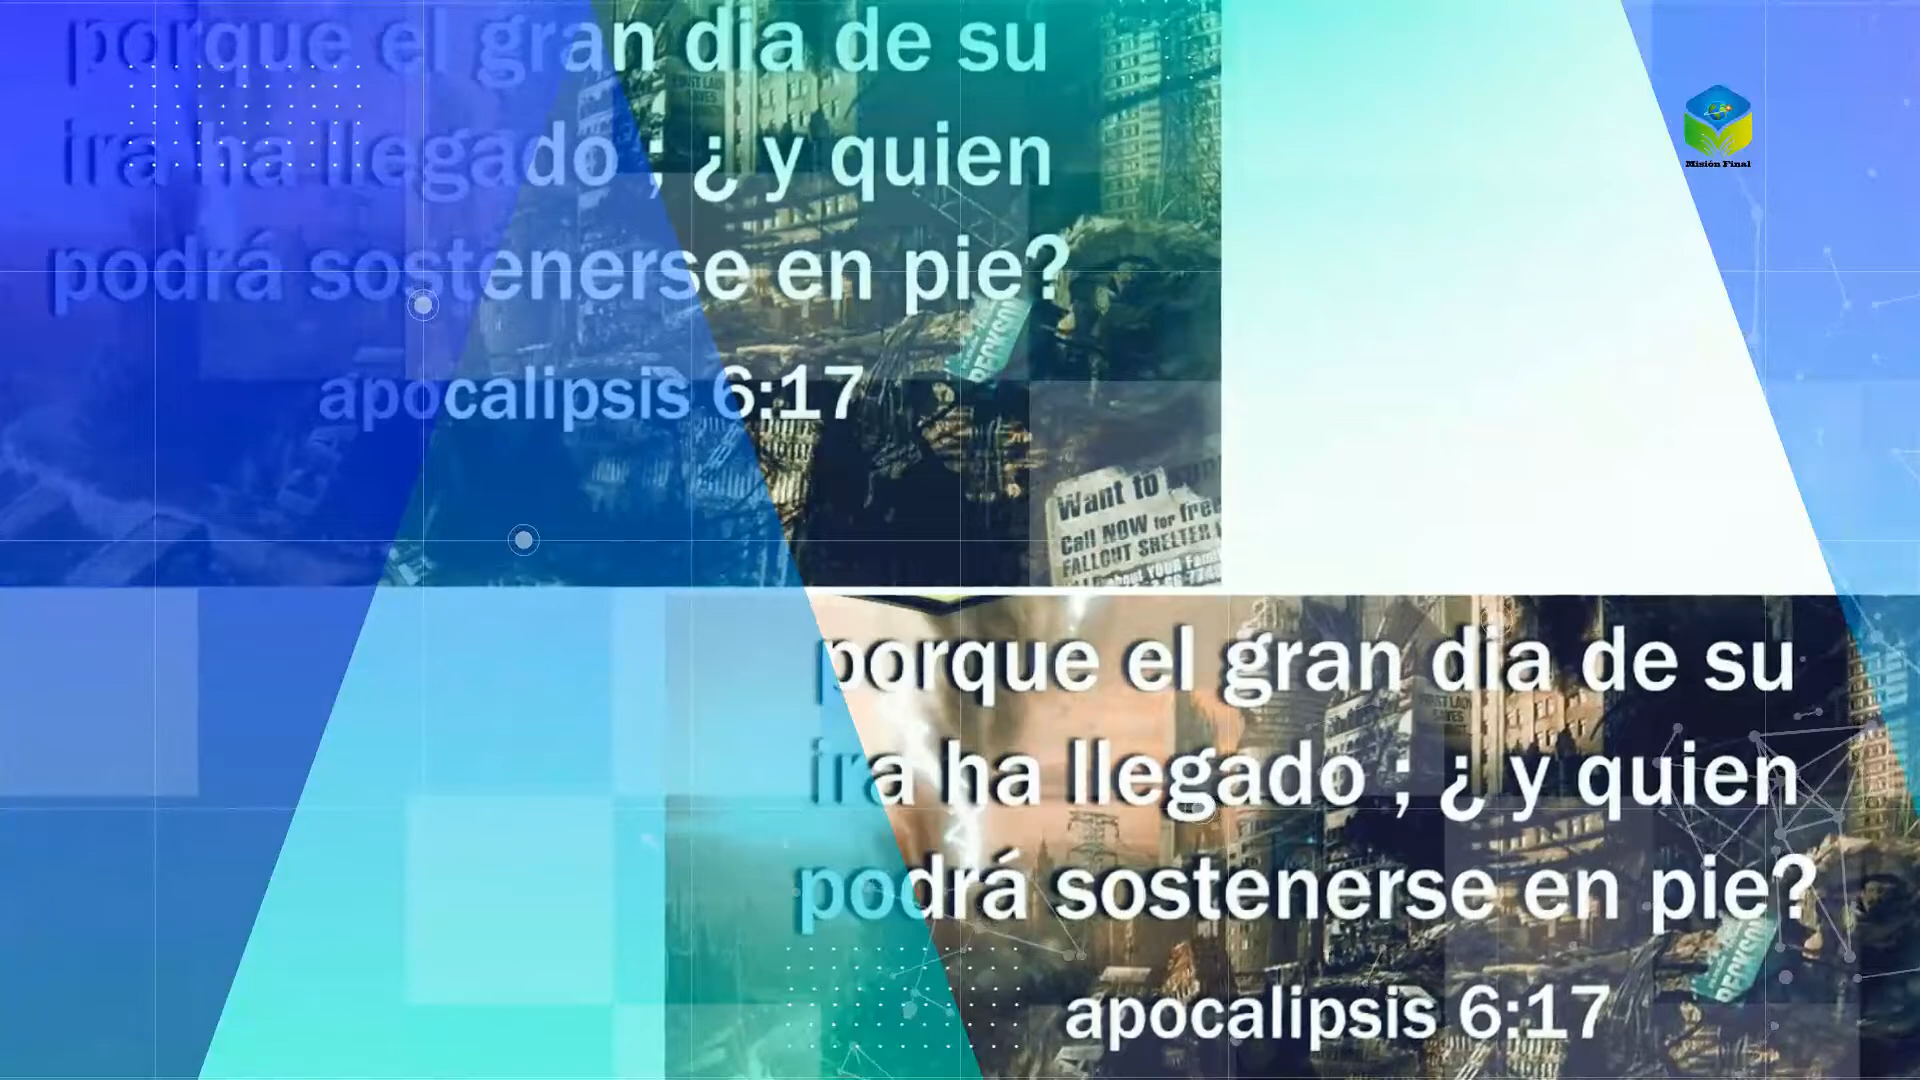 porque el gran dia de su
ira ha llegado ; ¿ y quien
podrá sostenerse en pie?
apocalipsis 6:17
Misión Final
Want to
Call NOW for free
FALLOUT SHELTER
porque el gran dia de su
ira ha llegado ; ¿ y quien
podrá sostenerse en pie?
apocalipsis 6:17